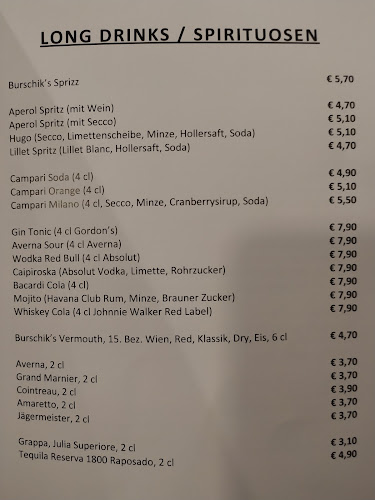 LONG DRINKS / SPIRITUOSEN
Burschik's Sprizz € 5,70
Aperol Spritz (mit Wein) € 4,70
Aperol Spritz (mit Secco) € 5,10
Hugo (Secco, Limettenscheibe, Minze, Hollersaft, Soda) € 5,10
Lillet Spritz (Lillet Blanc, Hollersaft, Soda) € 4,70
Campari Soda (4 cl) € 4,90
Campari Orange (4 cl) € 5,10
Campari Milano (4 cl, Secco, Minze, Cranberrysirup, Soda) € 5,50
Gin Tonic (4 cl Gordon's) € 7,90
Averna Sour (4 cl Averna) € 7,90
Wodka Red Bull (4 cl Absolut) € 7,90
Caipiroska (Absolut Vodka, Limette, Rohrzucker) € 7,90
Bacardi Cola (4 cl) € 7,90
Mojito (Havana Club Rum, Minze, Brauner Zucker) € 7,90
Whiskey Cola (4 cl Johnnie Walker Red Label) € 7,90
Burschik's Vermouth, 15. Bez. Wien, Red, Klassik, Dry, Eis, 6 cl € 4,70
Averna, 2 cl € 3,70
Grand Marnier, 2 cl € 3,70
Cointreau, 2 cl € 3,90
Amaretto, 2 cl € 3,70
Jägermeister, 2 cl € 3,70
Grappa, Julia Superiore, 2 cl € 3,10
Tequila Reserva 1800 Raposado, 2 cl € 4,90